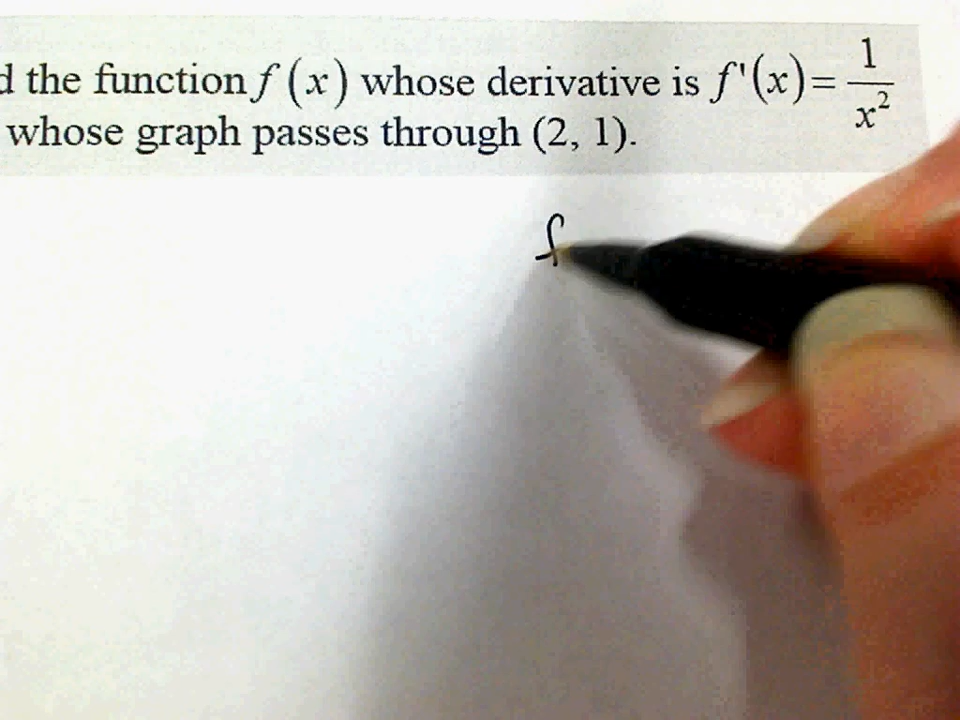 d the function f (x) whose derivative is f'(x)= 1/x²
whose graph passes through (2, 1).
f